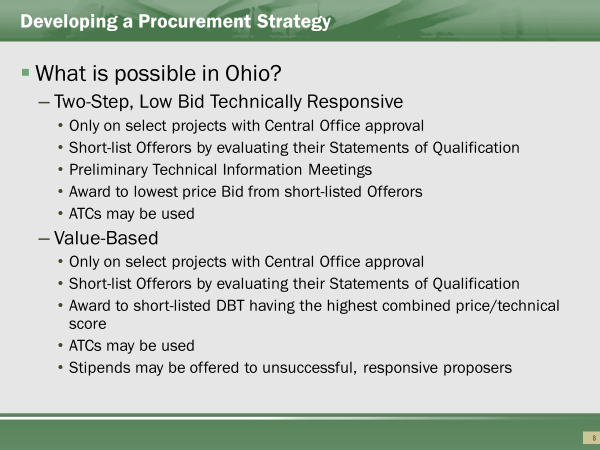 Developing a Procurement Strategy
What is possible in Ohio?
– Two-Step, Low Bid Technically Responsive
• Only on select projects with Central Office approval
• Short-list Offerors by evaluating their Statements of Qualification
• Preliminary Technical Information Meetings
• Award to lowest price Bid from short-listed Offerors
• ATCs may be used
– Value-Based
• Only on select projects with Central Office approval
• Short-list Offerors by evaluating their Statements of Qualification
• Award to short-listed DBT having the highest combined price/technical
score
• ATCs may be used
• Stipends may be offered to unsuccessful, responsive proposers
8